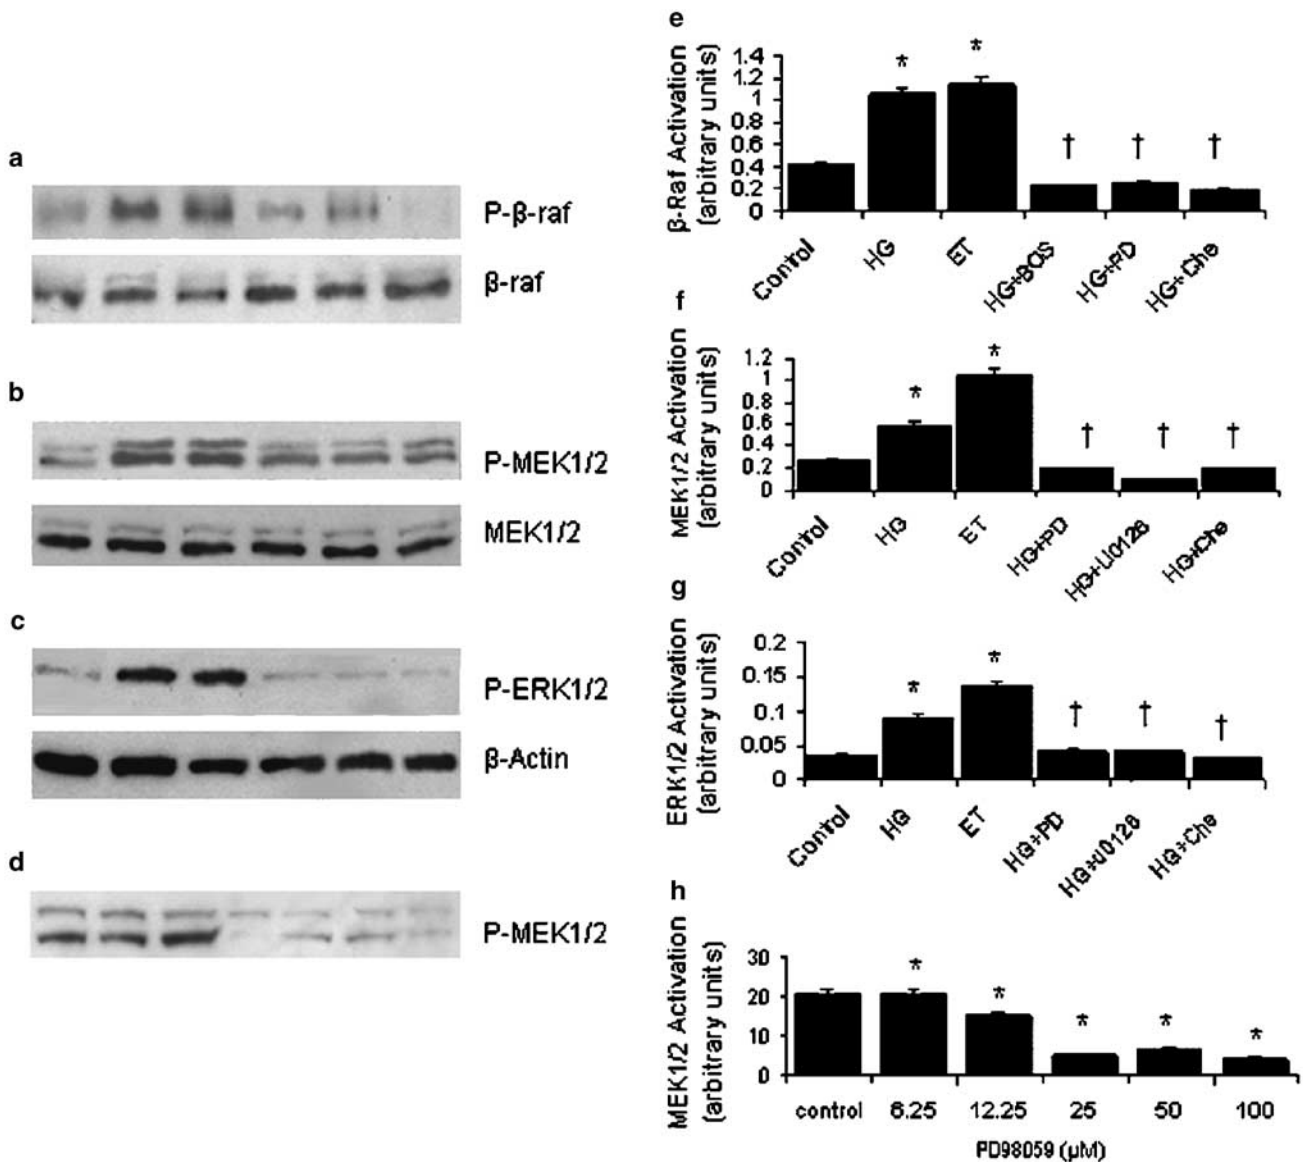 a
P-β-raf
β-raf
b
P-MEK1/2
MEK1/2
c
P-ERK1/2
β-Actin
d
P-MEK1/2
e
β-Raf Activation
(arbitrary units)
1.4
1.2
1
0.8
0.6
0.4
0.2
0
*
*
†
†
†
Control
HG
ET
HG+BOS
HG+PD
HG+Che
f
MEK1/2 Activation
(arbitrary units)
1.2
1
0.8
0.6
0.4
0.2
0
*
*
†
†
†
Control
HG
ET
HG+PD
HG+U0126
HG+Che
g
ERK1/2 Activation
(arbitrary units)
0.2
0.15
0.1
0.05
0
*
*
†
†
†
Control
HG
ET
HG+PD
HG+U0126
HG+Che
h
MEK1/2 Activation
(arbitrary units)
30
20
10
0
*
*
*
*
*
control
6.25
12.25
25
50
100
PD98059 (µM)